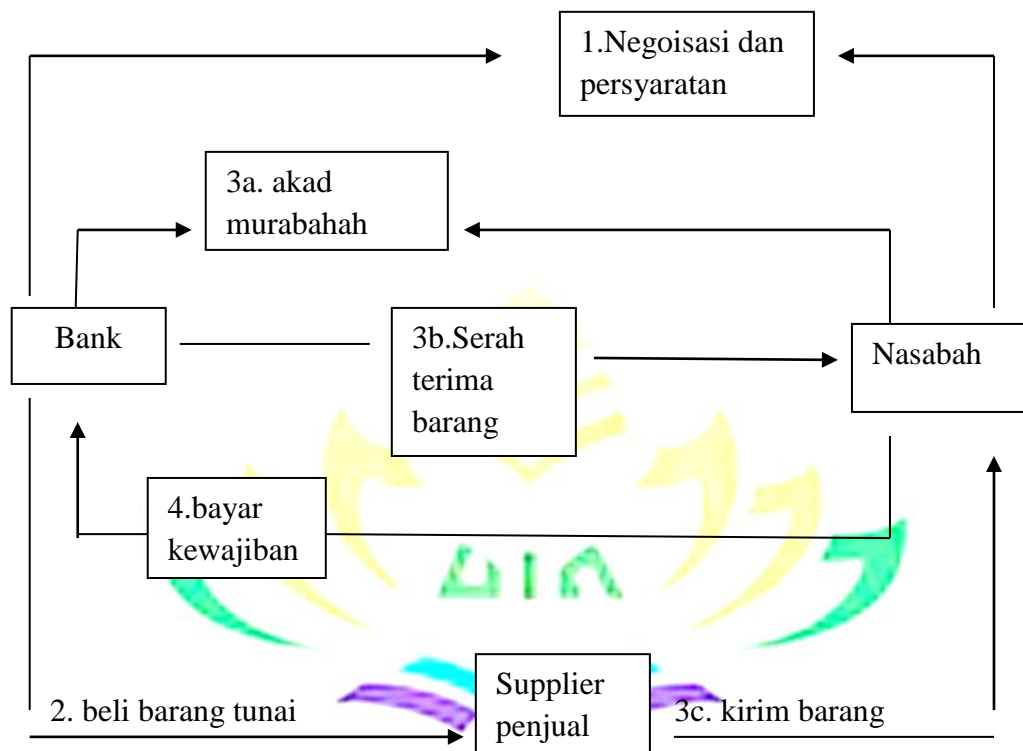 1.Negoisasi dan
persyaratan
3a. akad
murabahah
Bank
3b.Serah
terima
barang
Nasabah
4.bayar
kewajiban
UIN
Supplier
penjual
2. beli barang tunai
3c. kirim barang